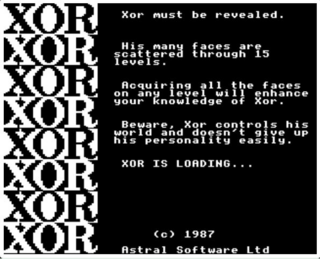 XOR
XOR
XOR
XOR
XOR
XOR
XOR
XOR
Xor must be revealed.
His many faces are
scattered through 15
levels.
Acquiring all the faces
on any level will enhance
your knowledge of Xor.
Beware, Xor controls his
world and doesn't give up
his personality easily.
XOR IS LOADING...
(c) 1987
Astral Software Ltd